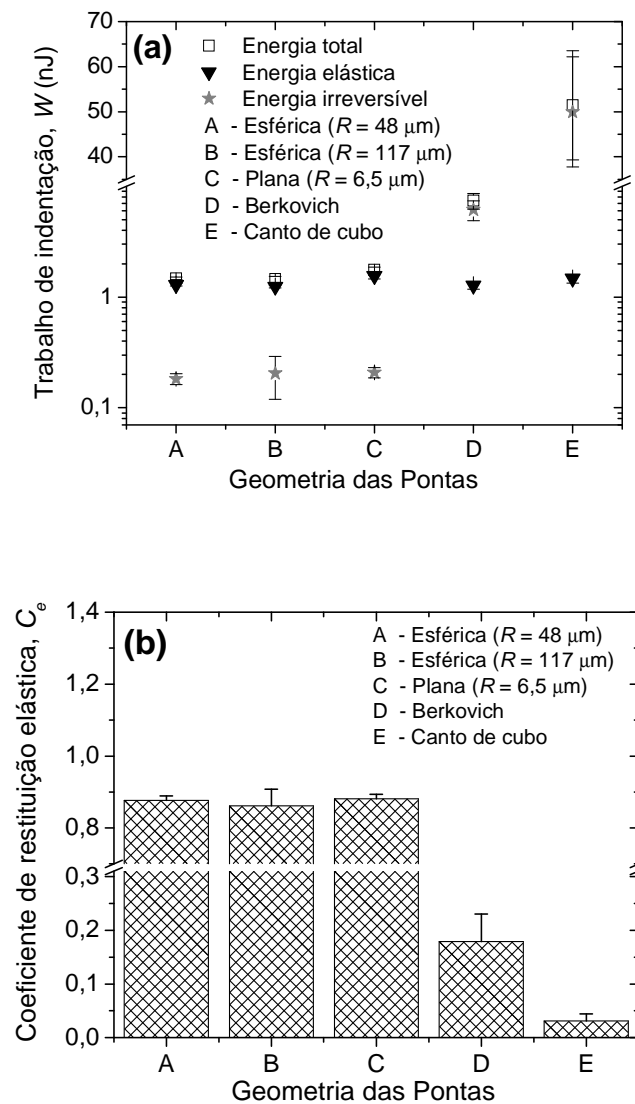 (a)
Energia total
Energia elástica
Energia irreversível
A - Esférica (R = 48 μm)
B - Esférica (R = 117 μm)
C - Plana (R = 6,5 μm)
D - Berkovich
E - Canto de cubo
Trabalho de indentação, W (nJ)
70
60
50
40
1
0,1
A B C D E
Geometria das Pontas
(b)
A - Esférica (R = 48 μm)
B - Esférica (R = 117 μm)
C - Plana (R = 6,5 μm)
D - Berkovich
E - Canto de cubo
Coeficiente de restituição elástica, Ce
1,4
1,2
1,0
0,8
0,3
0,2
0,1
0,0
A B C D E
Geometria das Pontas